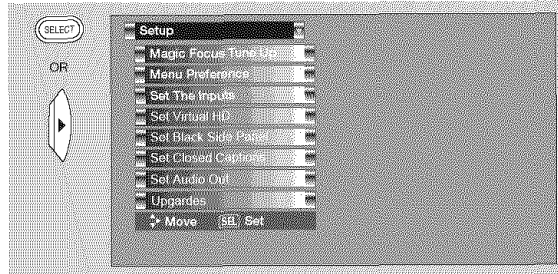 SELECT
OR
Setup
Magic Focus Tune Up
Menu Preference
Set The Inputs
Set Virtual HD
Set Black Side Panel
Set Closed Captions
Set Audio Out
Upgardes
Move SEL Set